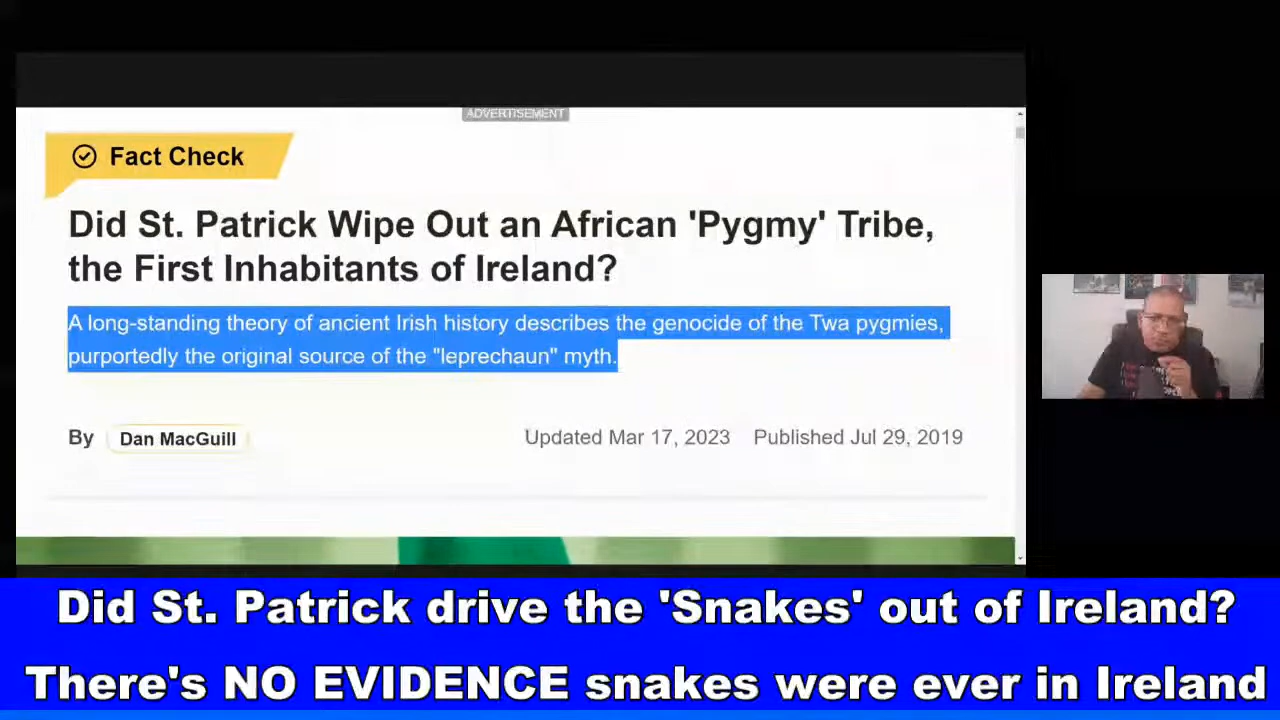 ADVERTISEMENT
Fact Check
Did St. Patrick Wipe Out an African 'Pygmy' Tribe,
the First Inhabitants of Ireland?
A long-standing theory of ancient Irish history describes the genocide of the Twa pygmies,
purportedly the original source of the "leprechaun" myth.
By Dan MacGuill Updated Mar 17, 2023 Published Jul 29, 2019
Did St. Patrick drive the 'Snakes' out of Ireland?
There's NO EVIDENCE snakes were ever in Ireland